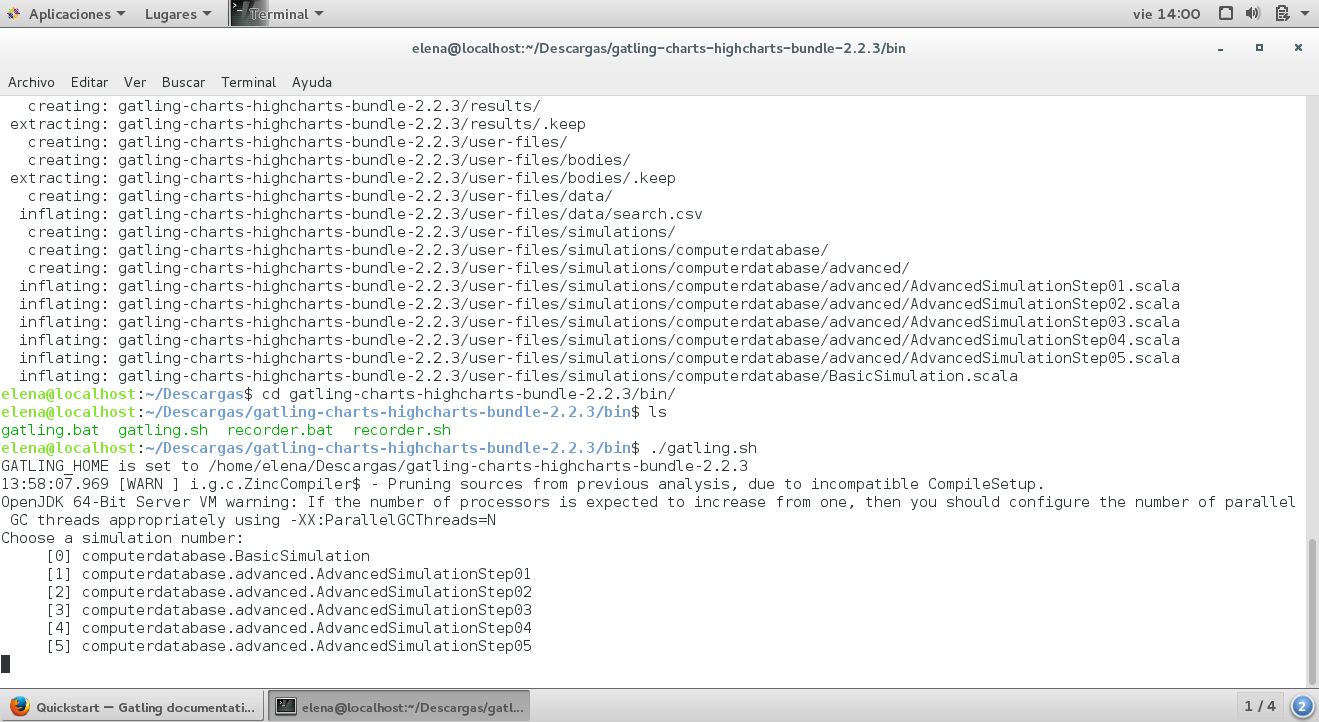 Aplicaciones Lugares Terminal vie 14:00
elena@localhost:~/Descargas/gatling-charts-highcharts-bundle-2.2.3/bin
Archivo Editar Ver Buscar Terminal Ayuda
creating: gatling-charts-highcharts-bundle-2.2.3/results/
extracting: gatling-charts-highcharts-bundle-2.2.3/results/.keep
creating: gatling-charts-highcharts-bundle-2.2.3/user-files/
creating: gatling-charts-highcharts-bundle-2.2.3/user-files/bodies/
extracting: gatling-charts-highcharts-bundle-2.2.3/user-files/bodies/.keep
creating: gatling-charts-highcharts-bundle-2.2.3/user-files/data/
inflating: gatling-charts-highcharts-bundle-2.2.3/user-files/data/search.csv
creating: gatling-charts-highcharts-bundle-2.2.3/user-files/simulations/
creating: gatling-charts-highcharts-bundle-2.2.3/user-files/simulations/computerdatabase/
creating: gatling-charts-highcharts-bundle-2.2.3/user-files/simulations/computerdatabase/advanced/
inflating: gatling-charts-highcharts-bundle-2.2.3/user-files/simulations/computerdatabase/advanced/AdvancedSimulationStep01.scala
inflating: gatling-charts-highcharts-bundle-2.2.3/user-files/simulations/computerdatabase/advanced/AdvancedSimulationStep02.scala
inflating: gatling-charts-highcharts-bundle-2.2.3/user-files/simulations/computerdatabase/advanced/AdvancedSimulationStep03.scala
inflating: gatling-charts-highcharts-bundle-2.2.3/user-files/simulations/computerdatabase/advanced/AdvancedSimulationStep04.scala
inflating: gatling-charts-highcharts-bundle-2.2.3/user-files/simulations/computerdatabase/advanced/AdvancedSimulationStep05.scala
inflating: gatling-charts-highcharts-bundle-2.2.3/user-files/simulations/computerdatabase/BasicSimulation.scala
elena@localhost:~/Descargas$ cd gatling-charts-highcharts-bundle-2.2.3/bin/
elena@localhost:~/Descargas/gatling-charts-highcharts-bundle-2.2.3/bin$ ls
gatling.bat gatling.sh recorder.bat recorder.sh
elena@localhost:~/Descargas/gatling-charts-highcharts-bundle-2.2.3/bin$ ./gatling.sh
GATLING_HOME is set to /home/elena/Descargas/gatling-charts-highcharts-bundle-2.2.3
13:58:07.969 [WARN ] i.g.c.ZincCompiler$ - Pruning sources from previous analysis, due to incompatible CompileSetup.
OpenJDK 64-Bit Server VM warning: If the number of processors is expected to increase from one, then you should configure the number of parallel
GC threads appropriately using -XX:ParallelGCThreads=N
Choose a simulation number:
[0] computerdatabase.BasicSimulation
[1] computerdatabase.advanced.AdvancedSimulationStep01
[2] computerdatabase.advanced.AdvancedSimulationStep02
[3] computerdatabase.advanced.AdvancedSimulationStep03
[4] computerdatabase.advanced.AdvancedSimulationStep04
[5] computerdatabase.advanced.AdvancedSimulationStep05
Quickstart — Gatling documentati... elena@localhost:~/Descargas/gatl... 1 / 4 2